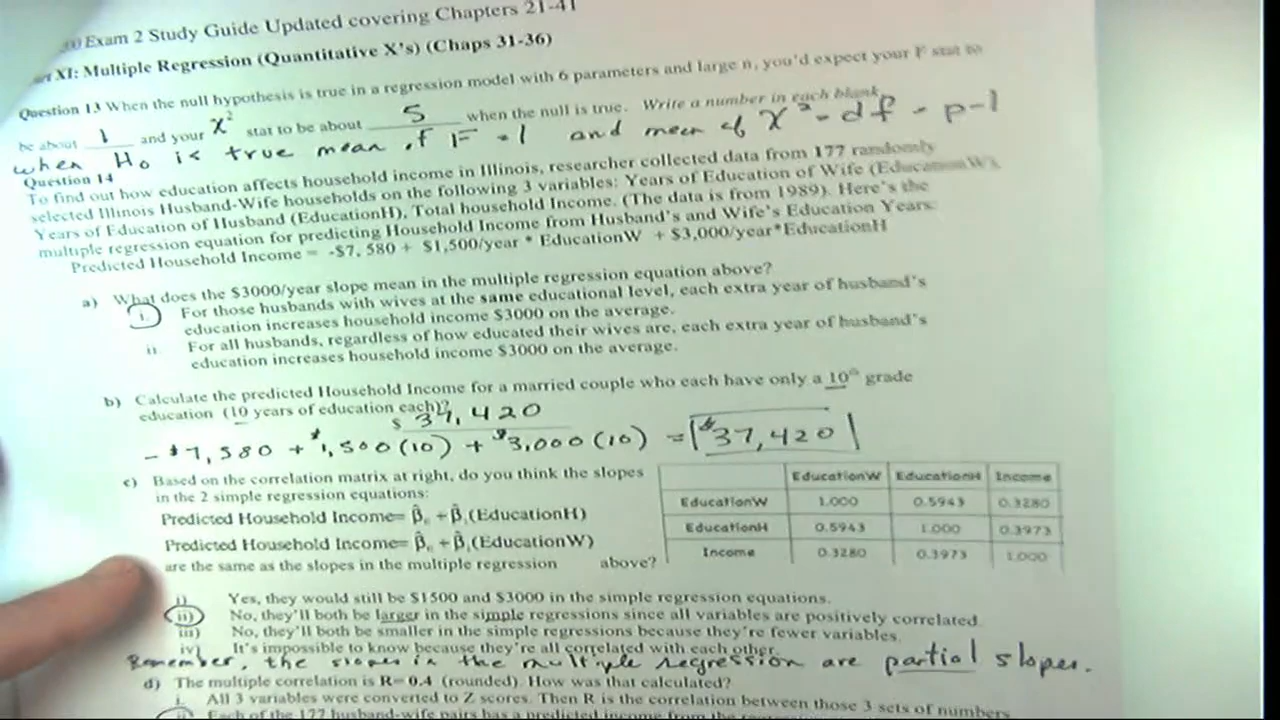 Exam 2 Study Guide Updated covering Chapters 21-41
XI: Multiple Regression (Quantitative X's) (Chaps 31-36)
Question 13 When the null hypothesis is true in a regression model with 6 parameters and large n, you'd expect your F stat to
be about 1 and your X² stat to be about 5 when the null is true. Write a number in each blank.
when H₀ is true mean of F = 1 and mean of X² = df = p-1
Question 14
To find out how education affects household income in Illinois, researcher collected data from 177 randomly
selected Illinois Husband-Wife households on the following 3 variables: Years of Education of Wife (EducationW),
Years of Education of Husband (EducationH), Total household Income. (The data is from 1989). Here's the
multiple regression equation for predicting Household Income from Husband's and Wife's Education Years:
Predicted Household Income = -$7, 580 + $1,500/year * EducationW + $3,000/year*EducationH
a) What does the $3000/year slope mean in the multiple regression equation above?
i. For those husbands with wives at the same educational level, each extra year of husband's
education increases household income $3000 on the average.
ii. For all husbands, regardless of how educated their wives are, each extra year of husband's
education increases household income $3000 on the average.
b) Calculate the predicted Household Income for a married couple who each have only a 10th grade
education (10 years of education each)?
$ 37,420
-$7,580 + $1,500(10) + $3,000(10) = $37,420
c) Based on the correlation matrix at right, do you think the slopes
in the 2 simple regression equations:
Predicted Household Income= β̂₀ + β̂₁(EducationH)
Predicted Household Income= β̂₀ + β̂₁(EducationW)
are the same as the slopes in the multiple regression above?
EducationW EducationH Income
EducationW 1.000 0.5943 0.3280
EducationH 0.5943 1.000 0.3973
Income 0.3280 0.3973 1.000
i) Yes, they would still be $1500 and $3000 in the simple regression equations.
ii) No, they'll both be larger in the simple regressions since all variables are positively correlated.
iii) No, they'll both be smaller in the simple regressions because they're fewer variables.
iv) It's impossible to know because they're all correlated with each other.
Remember, the slopes in the multiple regression are partial slopes.
d) The multiple correlation is R=0.4 (rounded). How was that calculated?
i. All 3 variables were converted to Z scores. Then R is the correlation between those 3 sets of numbers
ii. Each of the 177 husband-wife pairs has a predicted income from the